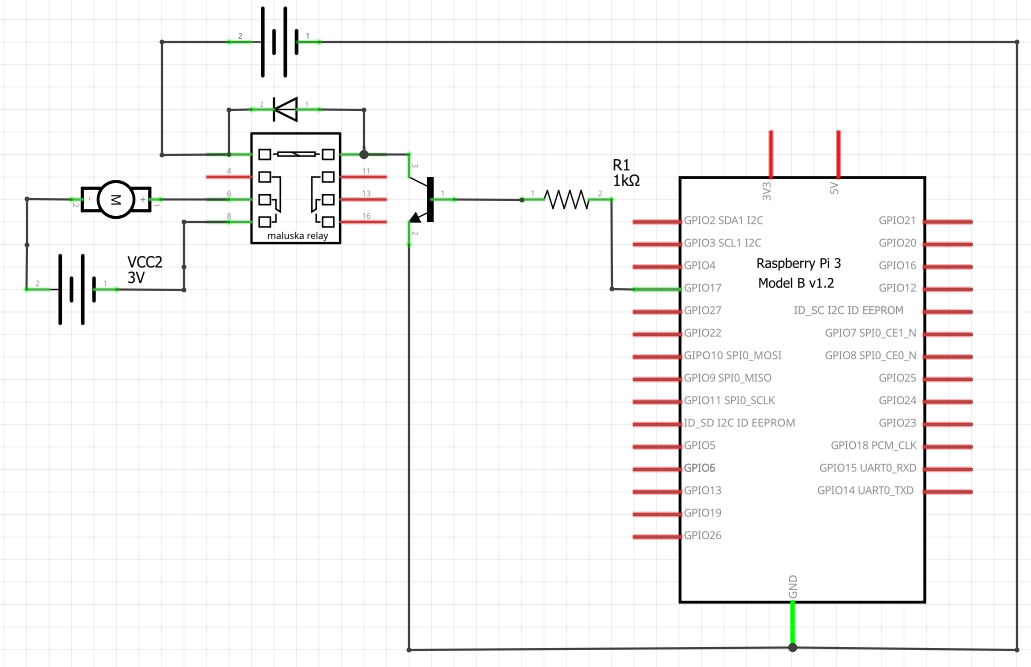 2 1
2 1
3
4 11
6 13
8 16
maluska relay
2 - M + 1
1
2
R1
1kΩ
1 2
VCC2
3V
2 1
3V3 5V
Raspberry Pi 3
Model B v1.2
GPIO2 SDA1 I2C GPIO21
GPIO3 SCL1 I2C GPIO20
GPIO4 GPIO16
GPIO17 GPIO12
GPIO27 ID_SC I2C ID EEPROM
GPIO22 GPIO7 SPI0_CE1_N
GIPO10 SPI0_MOSI GPIO8 SPI0_CE0_N
GPIO9 SPI0_MISO GPIO25
GPIO11 SPI0_SCLK GPIO24
ID_SD I2C ID EEPROM GPIO23
GPIO5 GPIO18 PCM_CLK
GPIO6 GPIO15 UART0_RXD
GPIO13 GPIO14 UART0_TXD
GPIO19
GPIO26
GND